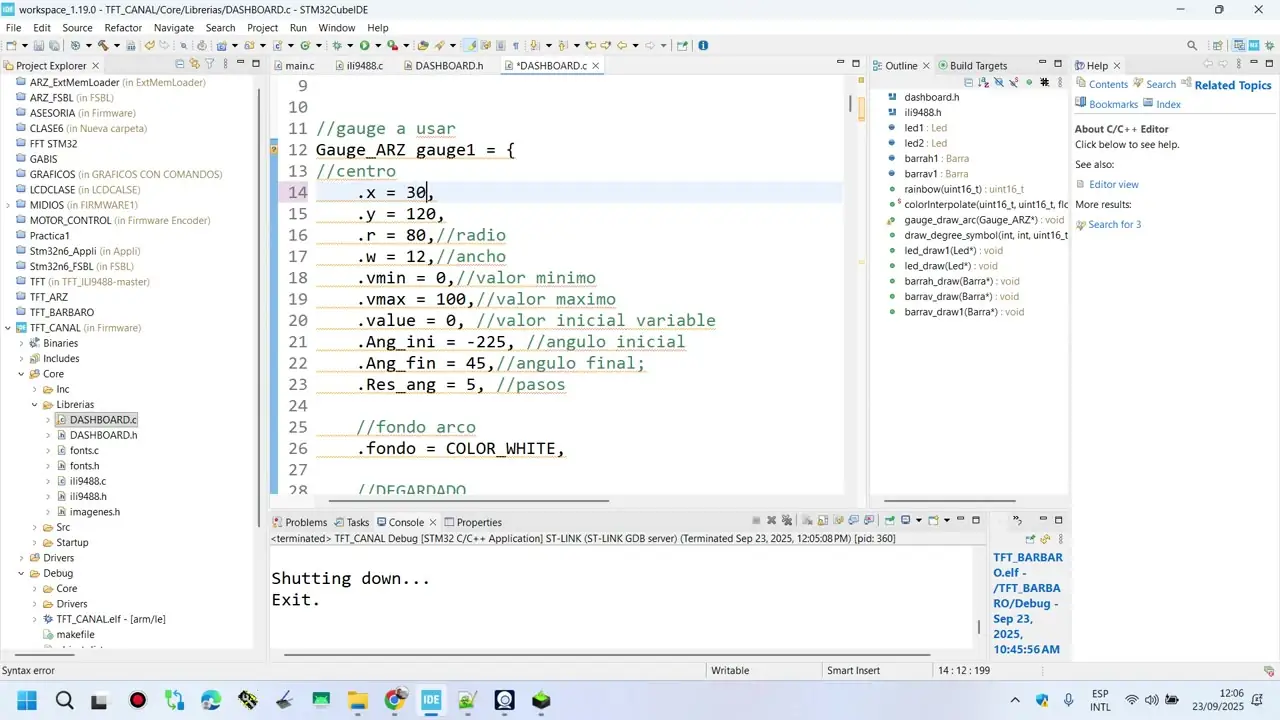 workspace_1.19.0 - TFT_CANAL/Core/Librerias/DASHBOARD.c - STM32CubeIDE
File Edit Source Refactor Navigate Search Project Run Window Help
Project Explorer
ARZ_ExtMemLoader (in ExtMemLoader)
ARZ_FSBL (in FSBL)
ASESORIA (in Firmware)
CLASE6 (in Nueva carpeta)
FFT STM32
GABIS
GRAFICOS (in GRAFICOS CON COMANDOS)
LCDCLASE (in LCDCALSE)
MIDIOS (in FIRMWARE1)
MOTOR_CONTROL (in Firmware Encoder)
Practica1
Stm32n6_Appli (in Appli)
Stm32n6_FSBL (in FSBL)
TFT (in TFT_ILI9488-master)
TFT_ARZ
TFT_BARBARO
TFT_CANAL (in Firmware)
Binaries
Includes
Core
Inc
Librerias
DASHBOARD.c
DASHBOARD.h
fonts.c
fonts.h
ili9488.c
ili9488.h
imagenes.h
Src
Startup
Drivers
Debug
Core
Drivers
TFT_CANAL.elf - [arm/le]
makefile
main.c ili9488.c DASHBOARD.h *DASHBOARD.c
9
10
11 //gauge a usar
12 Gauge_ARZ gauge1 = {
13 //centro
14 .x = 30,
15 .y = 120,
16 .r = 80,//radio
17 .w = 12,//ancho
18 .vmin = 0,//valor minimo
19 .vmax = 100,//valor maximo
20 .value = 0, //valor inicial variable
21 .Ang_ini = -225, //angulo inicial
22 .Ang_fin = 45,//angulo final;
23 .Res_ang = 5, //pasos
24
25 //fondo arco
26 .fondo = COLOR_WHITE,
27
28 //DEGARDADO
Outline Build Targets
dashboard.h
ili9488.h
led1 : Led
led2 : Led
barrah1 : Barra
barrav1 : Barra
rainbow(uint16_t) : uint16_t
colorInterpolate(uint16_t, uint16_t, flo
gauge_draw_arc(Gauge_ARZ*) : void
draw_degree_symbol(int, int, uint16_t
led_draw1(Led*) : void
led_draw(Led*) : void
barrah_draw(Barra*) : void
barrav_draw(Barra*) : void
barrav_draw1(Barra*) : void
Help
Contents Search Related Topics
Bookmarks Index
About C/C++ Editor
Click below to see help.
See also:
Editor view
More results:
Search for 3
Problems Tasks Console Properties
<terminated> TFT_CANAL Debug [STM32 C/C++ Application] ST-LINK (ST-LINK GDB server) (Terminated Sep 23, 2025, 12:05:08 PM) [pid: 360]
Shutting down...
Exit.
TFT_BARBAR
O.elf -
/TFT_BARBA
RO/Debug -
Sep 23,
2025,
10:45:56 AM
Syntax error
Writable
Smart Insert
14 : 12 : 199
ESP
INTL
12:06
23/09/2025